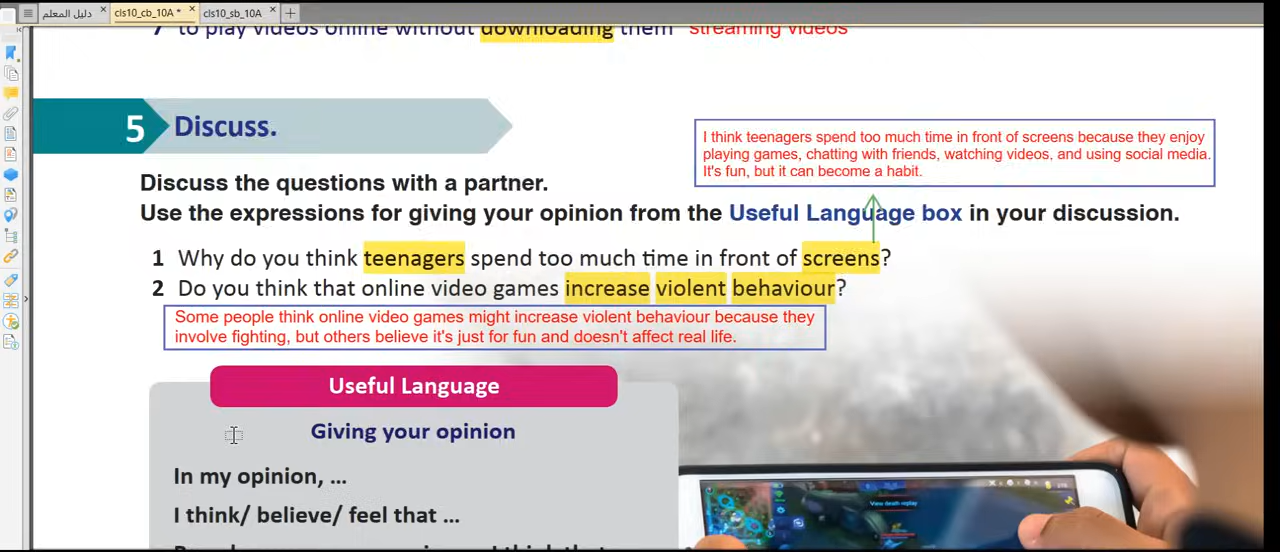 دليل المعلم
cls10_cb_10A *
cls10_sb_10A
7 to play videos online without downloading them streaming videos
5 Discuss.
I think teenagers spend too much time in front of screens because they enjoy
playing games, chatting with friends, watching videos, and using social media.
It's fun, but it can become a habit.
Discuss the questions with a partner.
Use the expressions for giving your opinion from the Useful Language box in your discussion.
1 Why do you think teenagers spend too much time in front of screens?
2 Do you think that online video games increase violent behaviour?
Some people think online video games might increase violent behaviour because they
involve fighting, but others believe it's just for fun and doesn't affect real life.
Useful Language
Giving your opinion
In my opinion, ...
I think/ believe/ feel that ...
View death replay